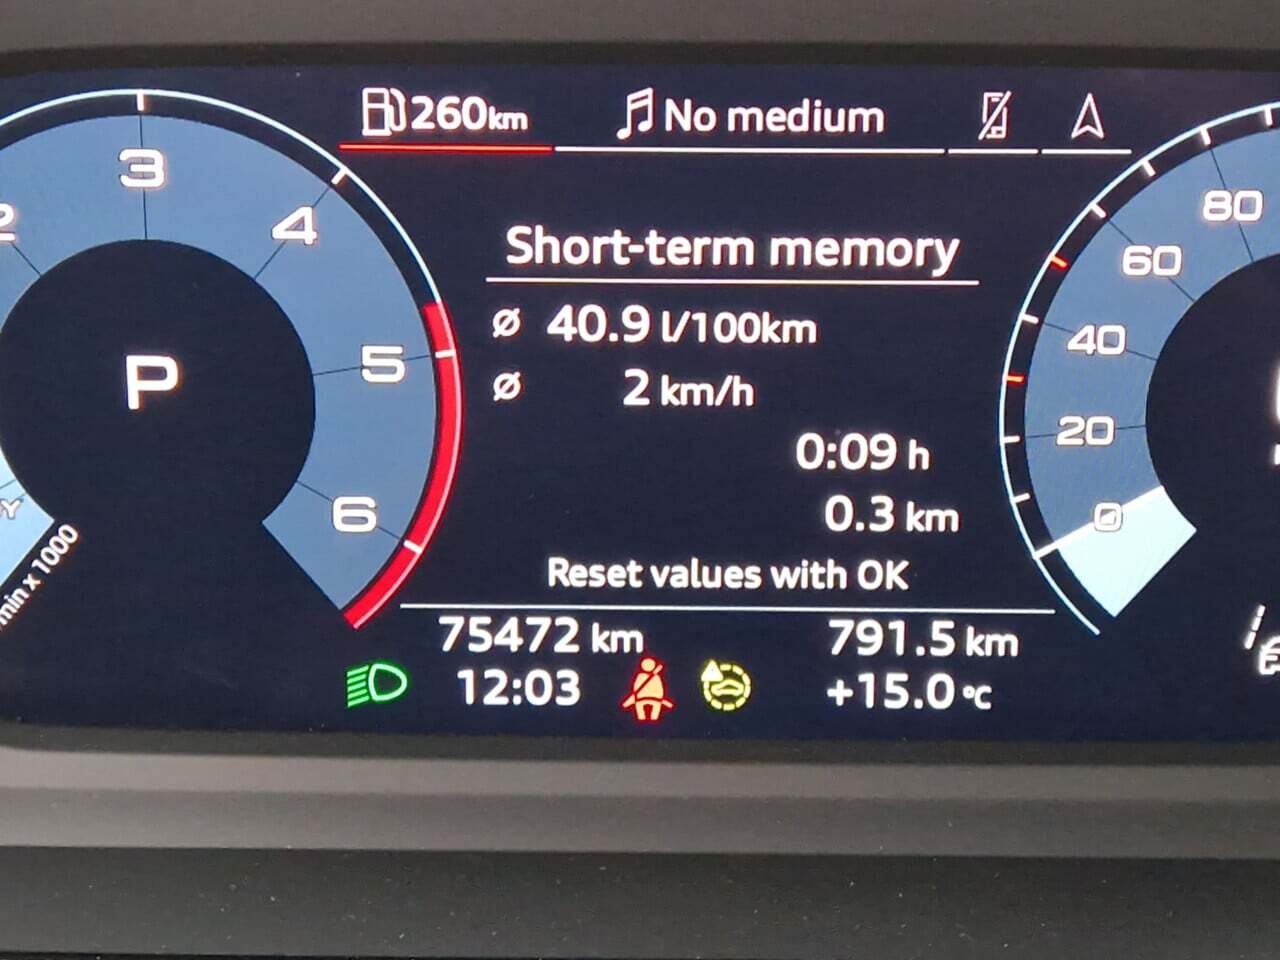 260km
No medium
2
3
4
5
6
P
Y
min x 1000
Short-term memory
Ø 40.9 l/100km
Ø 2 km/h
0:09 h
0.3 km
Reset values with OK
75472 km
791.5 km
12:03
+15.0 °C
80
60
40
20
0